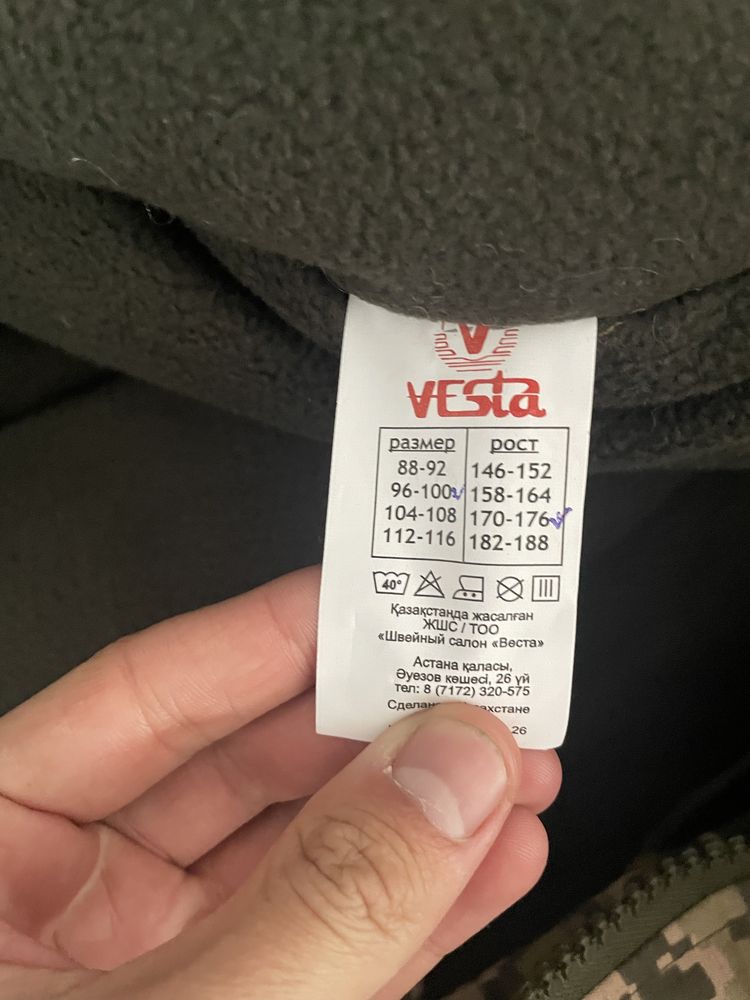 V
VESta
размер рост
88-92 146-152
96-100 158-164
104-108 170-176
112-116 182-188
40°
Қазақстанда жасалған
ЖШС / ТОО
«Швейный салон «Веста»
Астана қаласы,
Әуезов көшесі, 26 үй
тел: 8 (7172) 320-575
26